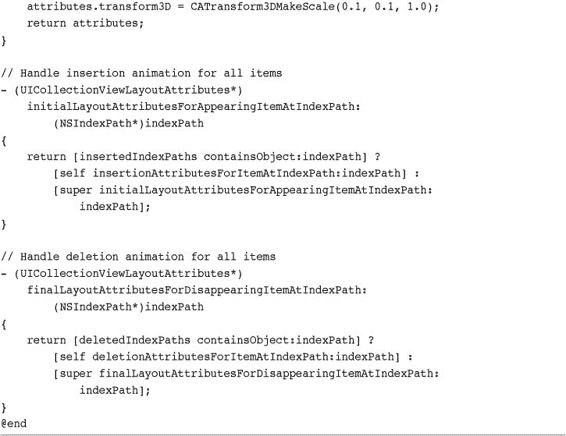 attributes.transform3D = CATransform3DMakeScale(0.1, 0.1, 1.0);
    return attributes;
}

// Handle insertion animation for all items
- (UICollectionViewLayoutAttributes*)
    initialLayoutAttributesForAppearingItemAtIndexPath:
        (NSIndexPath*)indexPath
{
    return [insertedIndexPaths containsObject:indexPath] ?
        [self insertionAttributesForItemAtIndexPath:indexPath] :
        [super initialLayoutAttributesForAppearingItemAtIndexPath:
            indexPath];
}

// Handle deletion animation for all items
- (UICollectionViewLayoutAttributes*)
    finalLayoutAttributesForDisappearingItemAtIndexPath:
        (NSIndexPath*)indexPath
{
    return [deletedIndexPaths containsObject:indexPath] ?
        [self deletionAttributesForItemAtIndexPath:indexPath] :
        [super finalLayoutAttributesForDisappearingItemAtIndexPath:
            indexPath];
}
@end